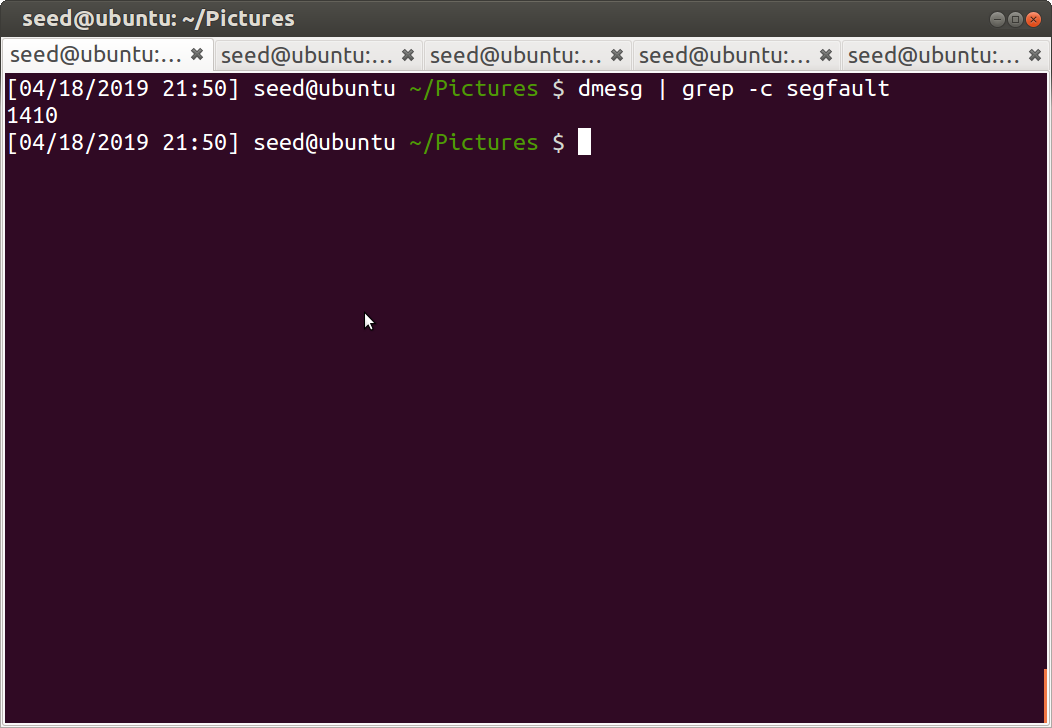 seed@ubuntu: ~/Pictures
seed@ubuntu:... seed@ubuntu:... seed@ubuntu:... seed@ubuntu:... seed@ubuntu:...
[04/18/2019 21:50] seed@ubuntu ~/Pictures $ dmesg | grep -c segfault
1410
[04/18/2019 21:50] seed@ubuntu ~/Pictures $